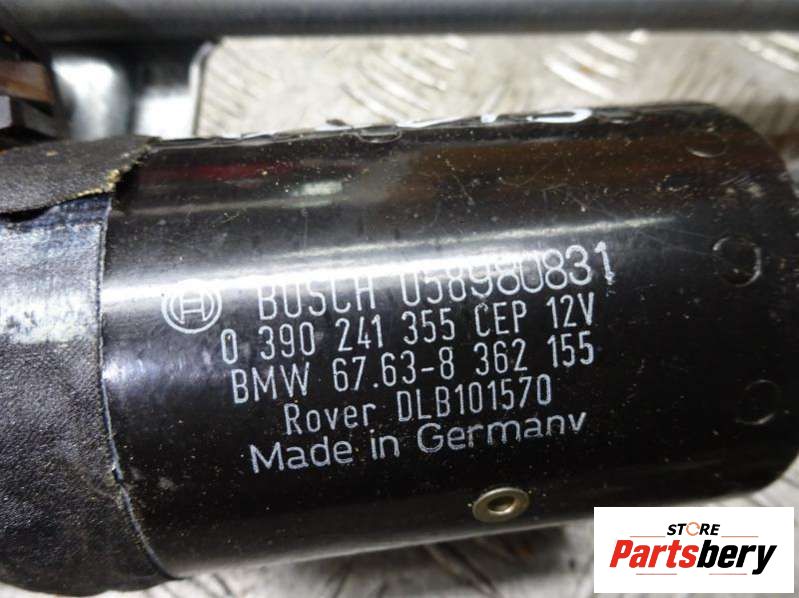 BOSCH 058980831
0 390 241 355 CEP 12V
BMW 67.63-8 362 155
Rover DLB101570
Made in Germany
STORE
Partsbery